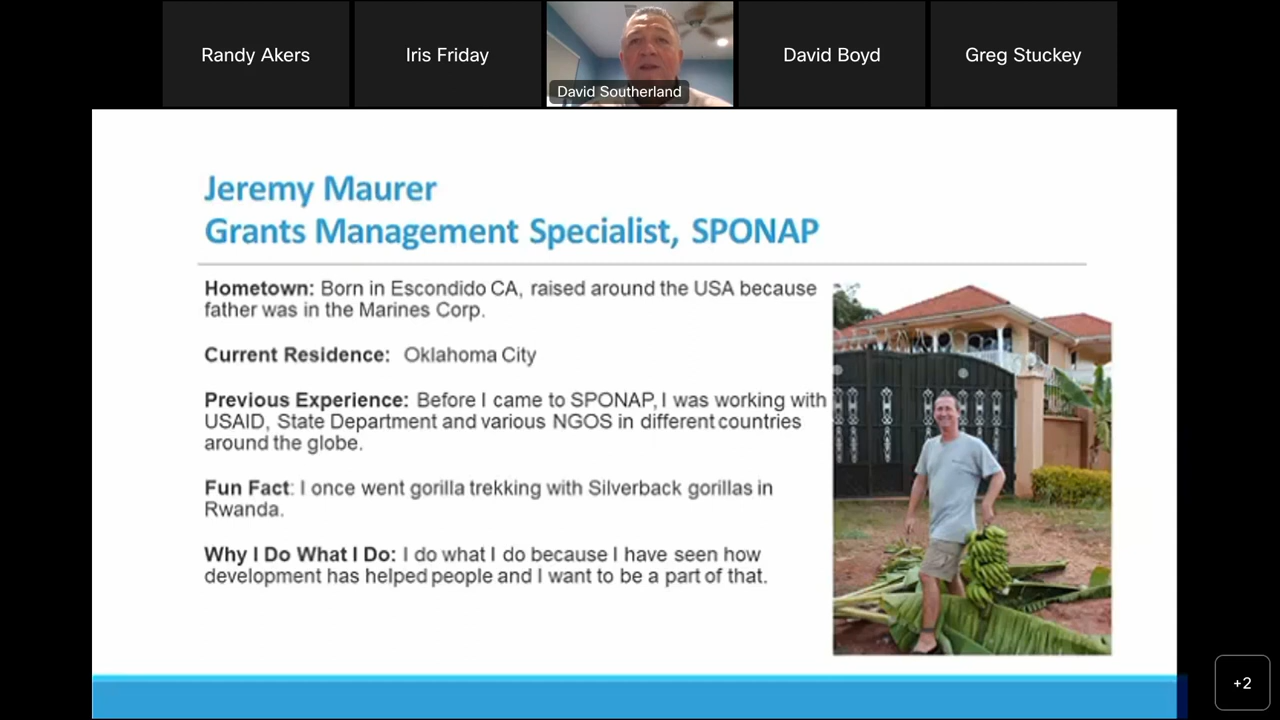 Randy Akers
Iris Friday
David Southerland
David Boyd
Greg Stuckey
Jeremy Maurer
Grants Management Specialist, SPONAP
Hometown: Born in Escondido CA, raised around the USA because
father was in the Marines Corp.
Current Residence: Oklahoma City
Previous Experience: Before I came to SPONAP, I was working with
USAID, State Department and various NGOS in different countries
around the globe.
Fun Fact: I once went gorilla trekking with Silverback gorillas in
Rwanda.
Why I Do What I Do: I do what I do because I have seen how
development has helped people and I want to be a part of that.
+2